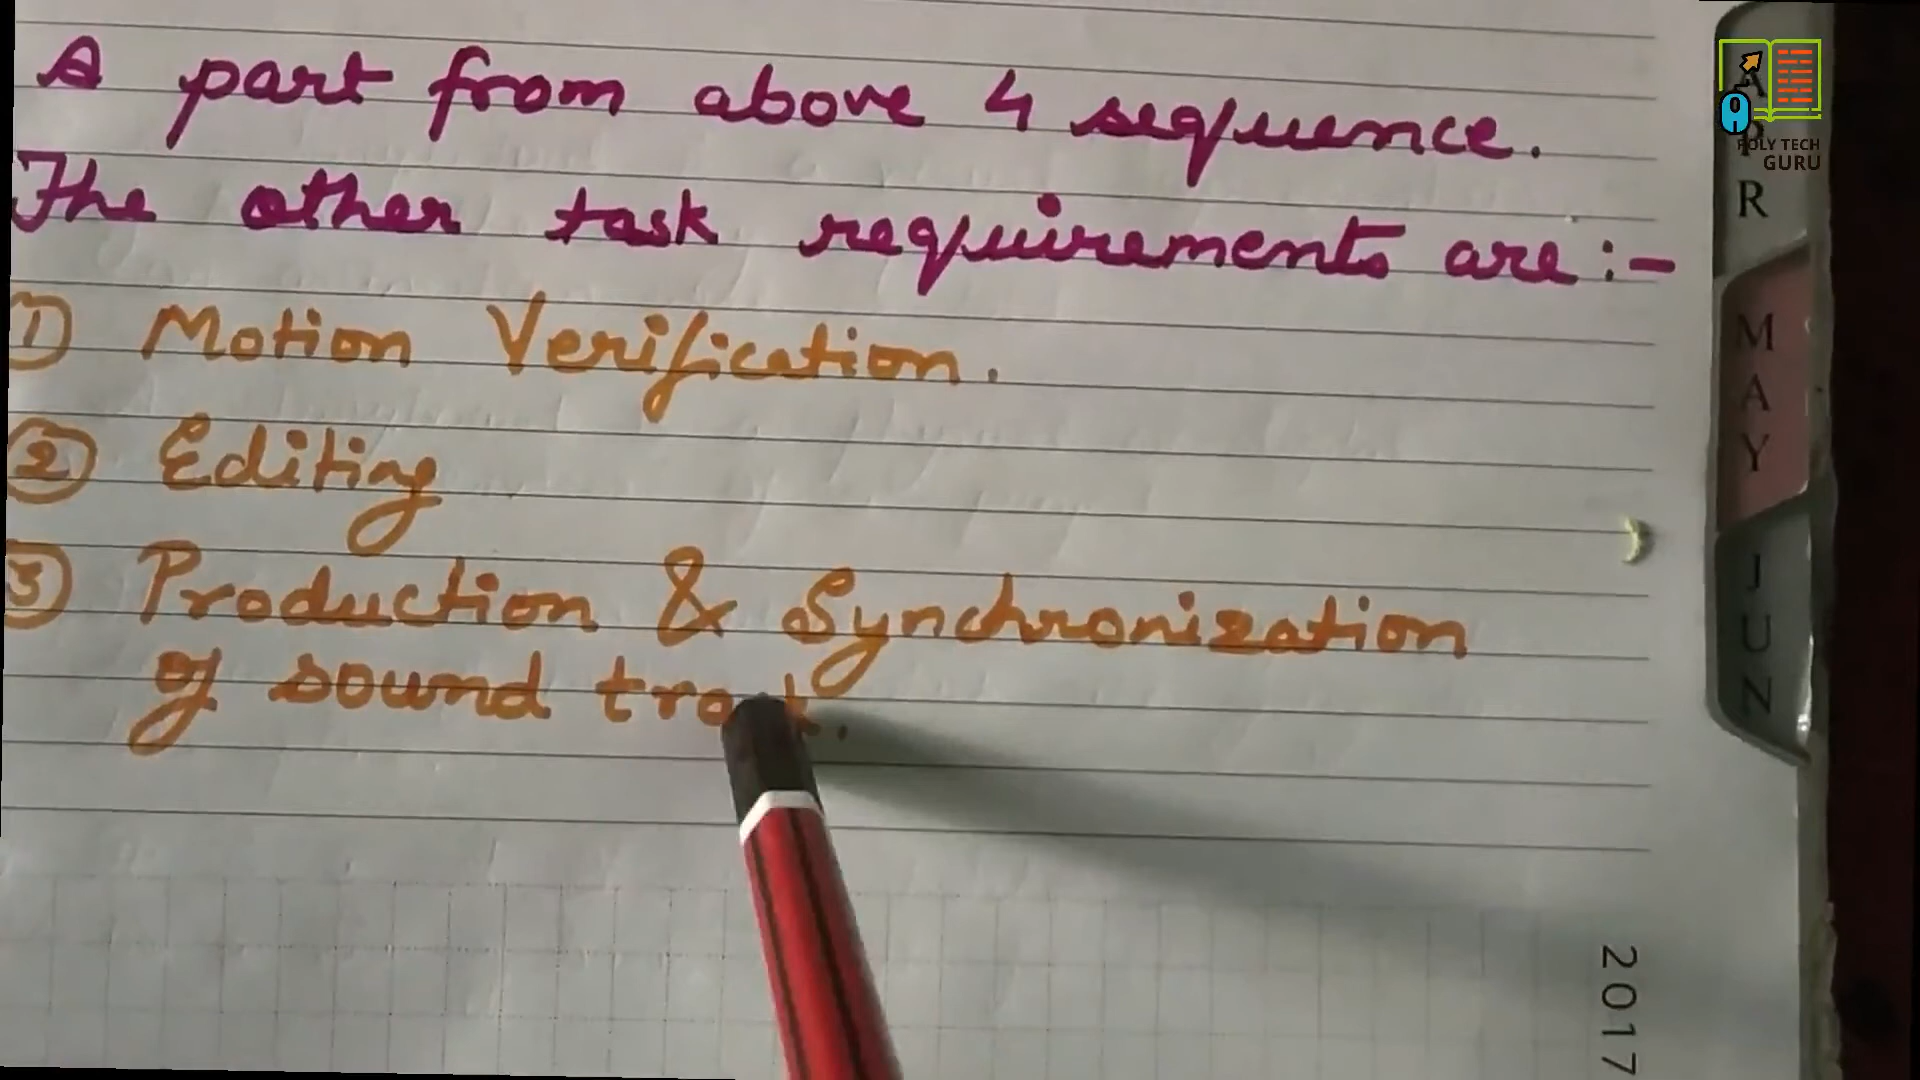 A part from above 4 sequence.
The other task requirements are :-
① Motion Verification.
② Editing
③ Production & Synchronization
of sound
APR
POLY TECH
GURU
MAY
JUN
2017